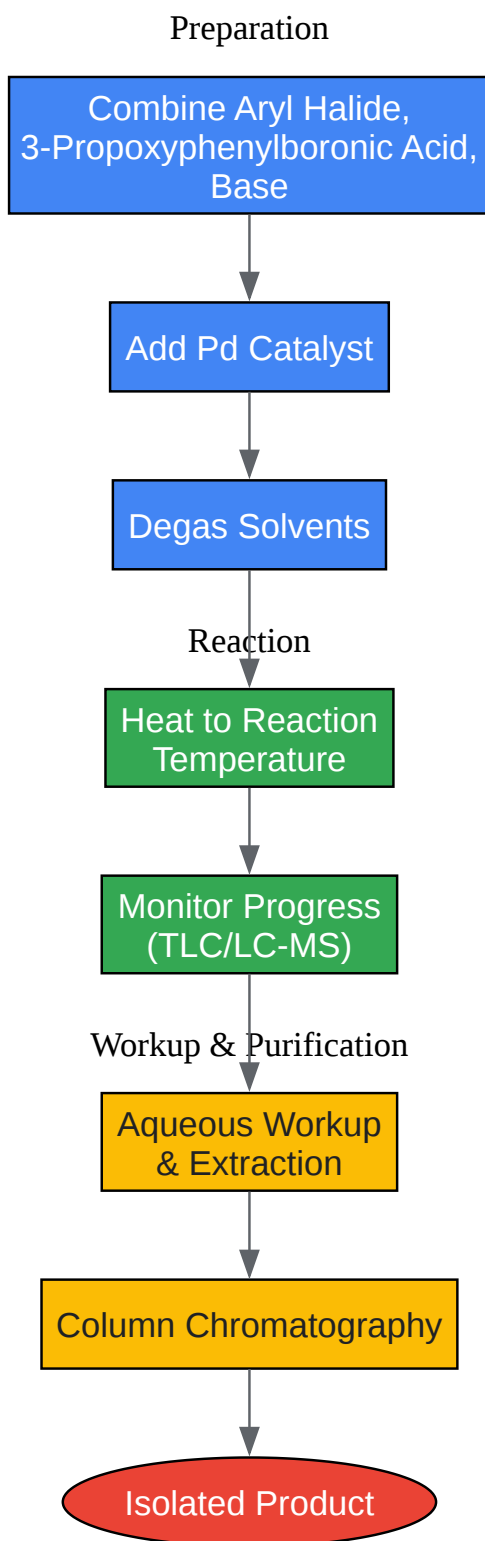 Preparation
Combine Aryl Halide,
3-Propoxyphenylboronic Acid,
Base
Add Pd Catalyst
Degas Solvents
Reaction
Heat to Reaction
Temperature
Monitor Progress
(TLC/LC-MS)
Workup & Purification
Aqueous Workup
& Extraction
Column Chromatography
Isolated Product